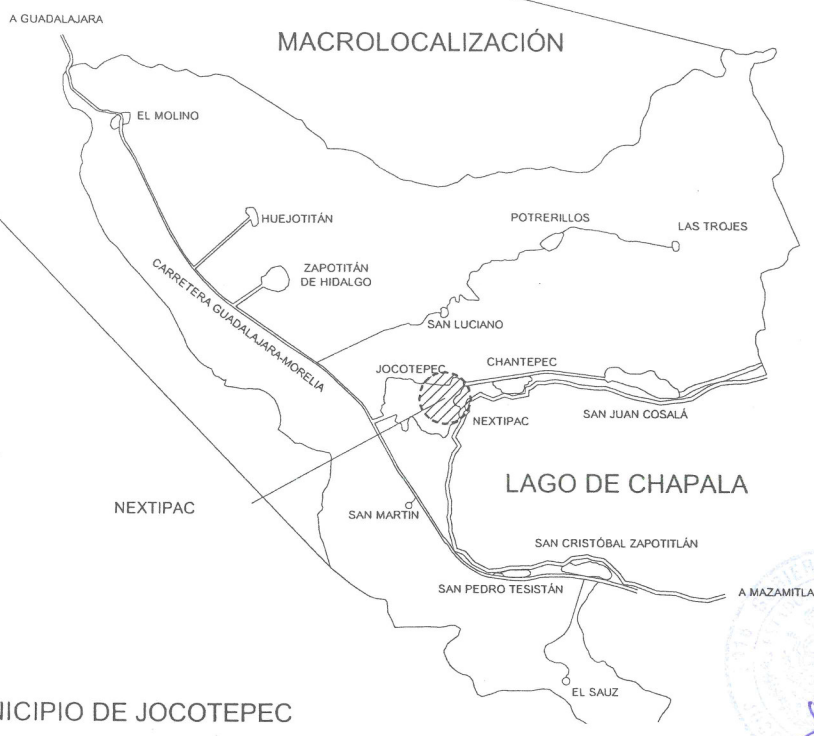 A GUADALAJARA
MACROLOCALIZACIÓN
EL MOLINO
HUEJOTITÁN
POTRERILLOS
LAS TROJES
ZAPOTITÁN
DE HIDALGO
CARRETERA GUADALAJARA-MORELIA
SAN LUCIANO
JOCOTEPEC
CHANTEPEC
NEXTIPAC
SAN JUAN COSALÁ
LAGO DE CHAPALA
NEXTIPAC
SAN MARTIN
SAN CRISTÓBAL ZAPOTITLÁN
SAN PEDRO TESISTÁN
A MAZAMITLA
EL SAUZ
NICIPIO DE JOCOTEPEC